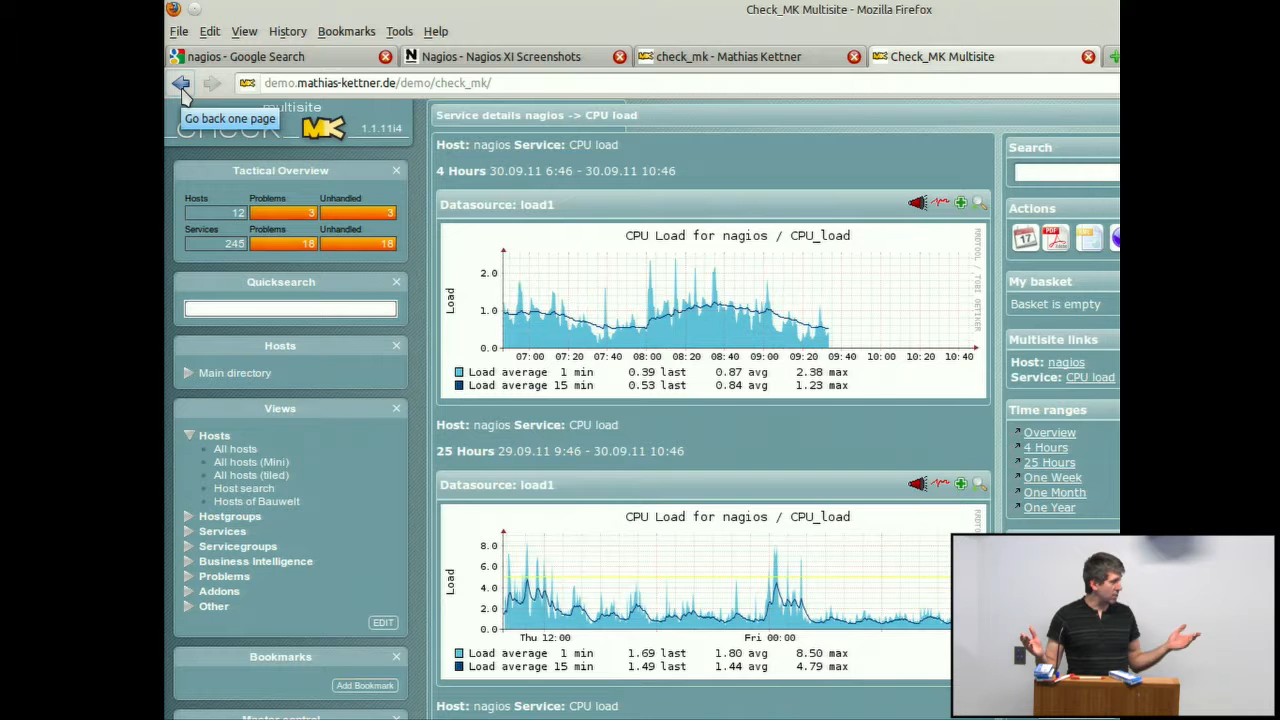 Check_MK Multisite - Mozilla Firefox
File Edit View History Bookmarks Tools Help
nagios - Google Search
Nagios - Nagios XI Screenshots
check_mk - Mathias Kettner
Check_MK Multisite
demo.mathias-kettner.de/demo/check_mk/
Go back one page
multisite
CHECK MK 1.1.11i4
Tactical Overview
Hosts Problems Unhandled
12 3 3
Services Problems Unhandled
245 18 18
Quicksearch
Hosts
Main directory
Views
Hosts
All hosts
All hosts (Mini)
All hosts (tiled)
Host search
Hosts of Bauwelt
Hostgroups
Services
Servicegroups
Business Intelligence
Problems
Addons
Other
EDIT
Bookmarks
Add Bookmark
Master control
Service details nagios -> CPU load
Host: nagios Service: CPU load
4 Hours 30.09.11 6:46 - 30.09.11 10:46
Datasource: load1
CPU Load for nagios / CPU_load
RRDTOOL / TOBI OETIKER
Load
2.0
1.0
0.0
07:00 07:20 07:40 08:00 08:20 08:40 09:00 09:20 09:40 10:00 10:20 10:40
Load average 1 min 0.39 last 0.87 avg 2.38 max
Load average 15 min 0.53 last 0.84 avg 1.23 max
Host: nagios Service: CPU load
25 Hours 29.09.11 9:46 - 30.09.11 10:46
Datasource: load1
CPU Load for nagios / CPU_load
Load
8.0
6.0
4.0
2.0
0.0
Thu 12:00 Fri 00:00
Load average 1 min 1.69 last 1.80 avg 8.50 max
Load average 15 min 1.49 last 1.44 avg 4.79 max
Host: nagios Service: CPU load
Search
Actions
17
PDF
My basket
Basket is empty
Multisite links
Host: nagios
Service: CPU load
Time ranges
Overview
4 Hours
25 Hours
One Week
One Month
One Year